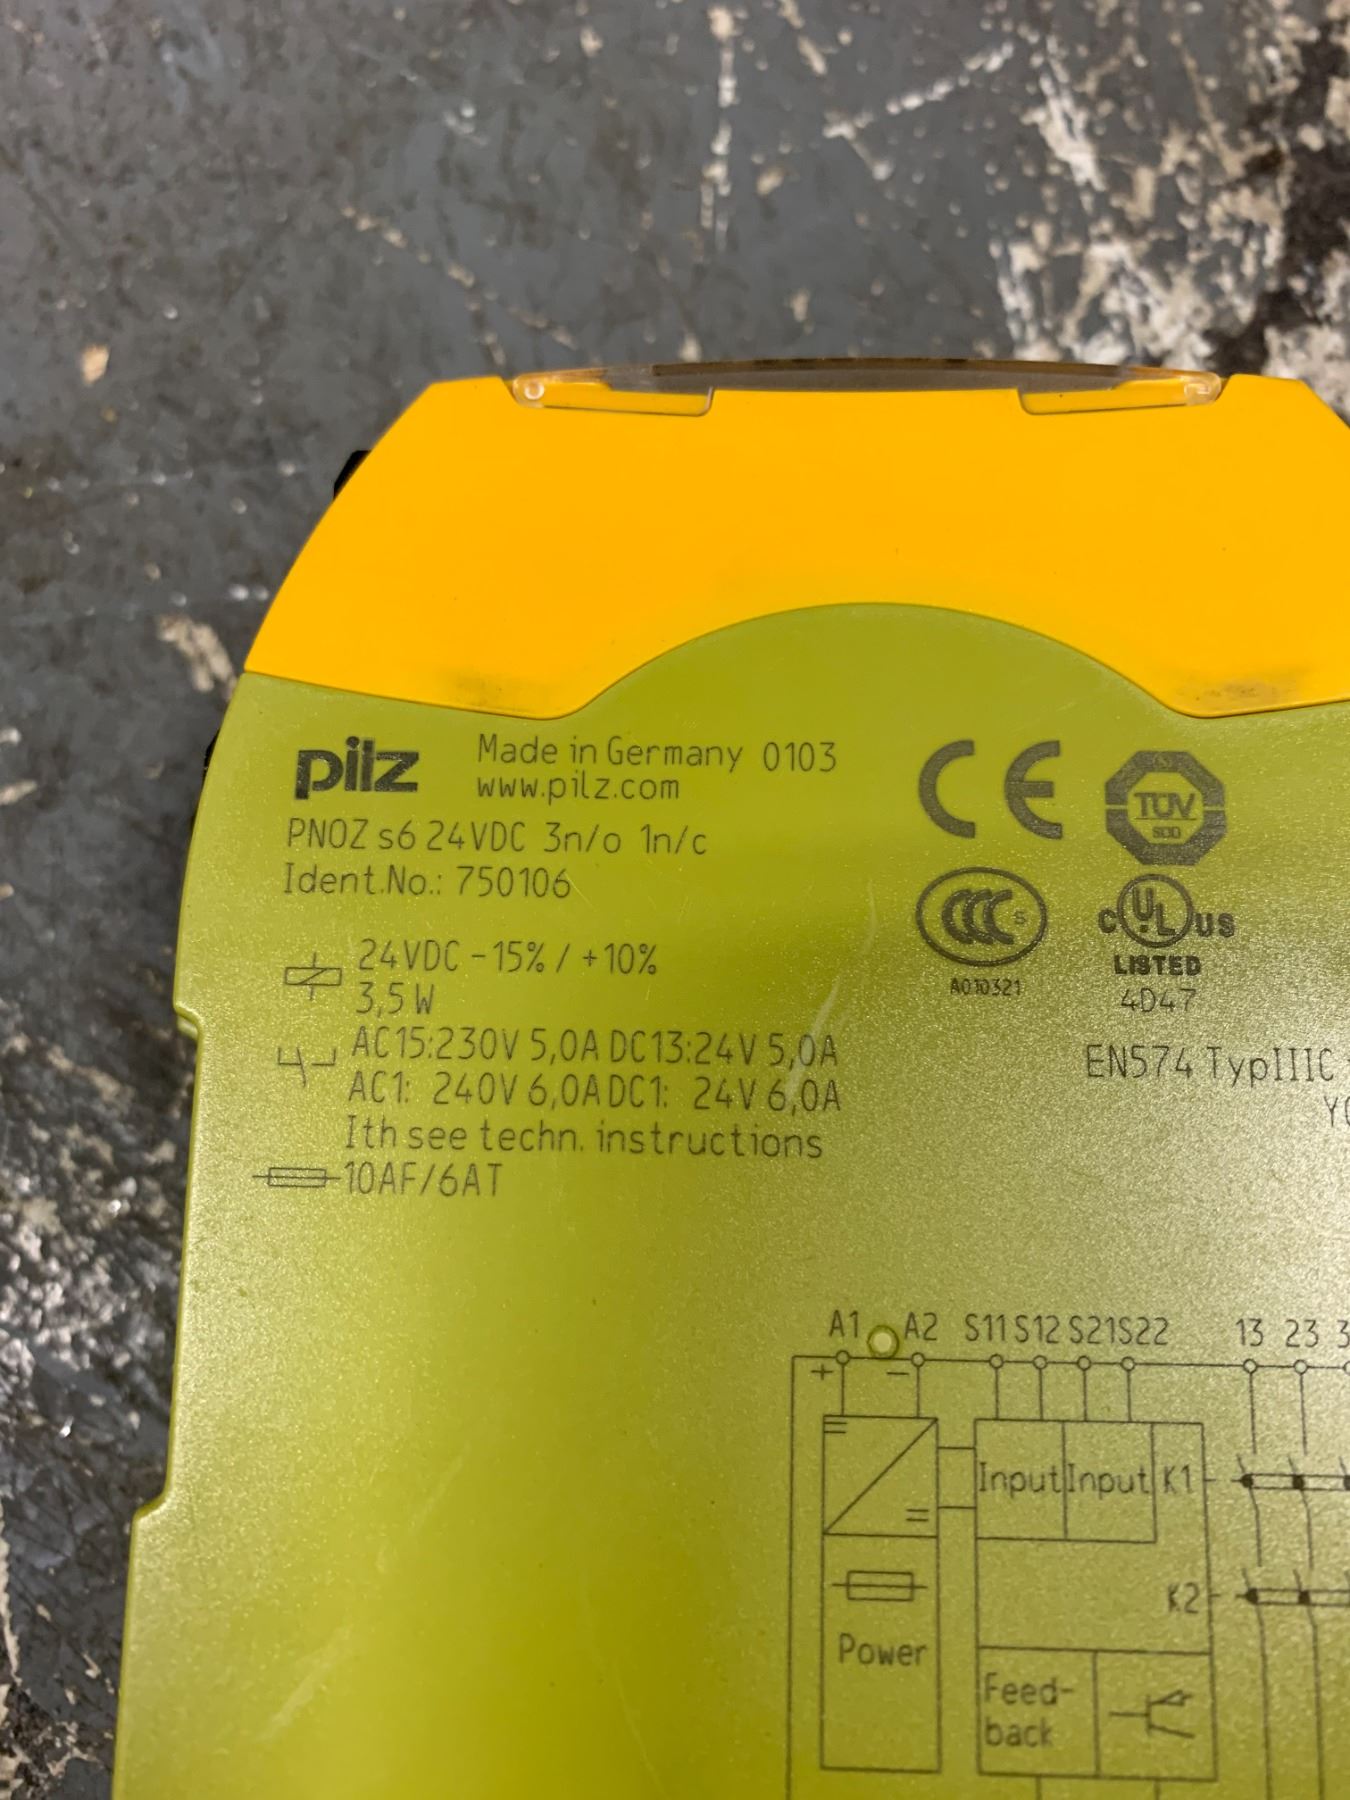 pilz Made in Germany 0103
www.pilz.com
PNOZ s6 24VDC 3n/o 1n/c
Ident.No.: 750106
24VDC -15% / +10%
3,5 W
AC15:230V 5,0A DC13:24V 5,0A
AC1: 240V 6,0A DC1: 24V 6,0A
Ith see techn. instructions
10AF/6AT
CE
TÜV
SÜD
CCC S
A010321
C UL US
LISTED
4D47
EN574 TypIIIC
A1 A2 S11 S12 S21 S22 13 23
+ -
Input Input K1
K2
Power
Feed-
back